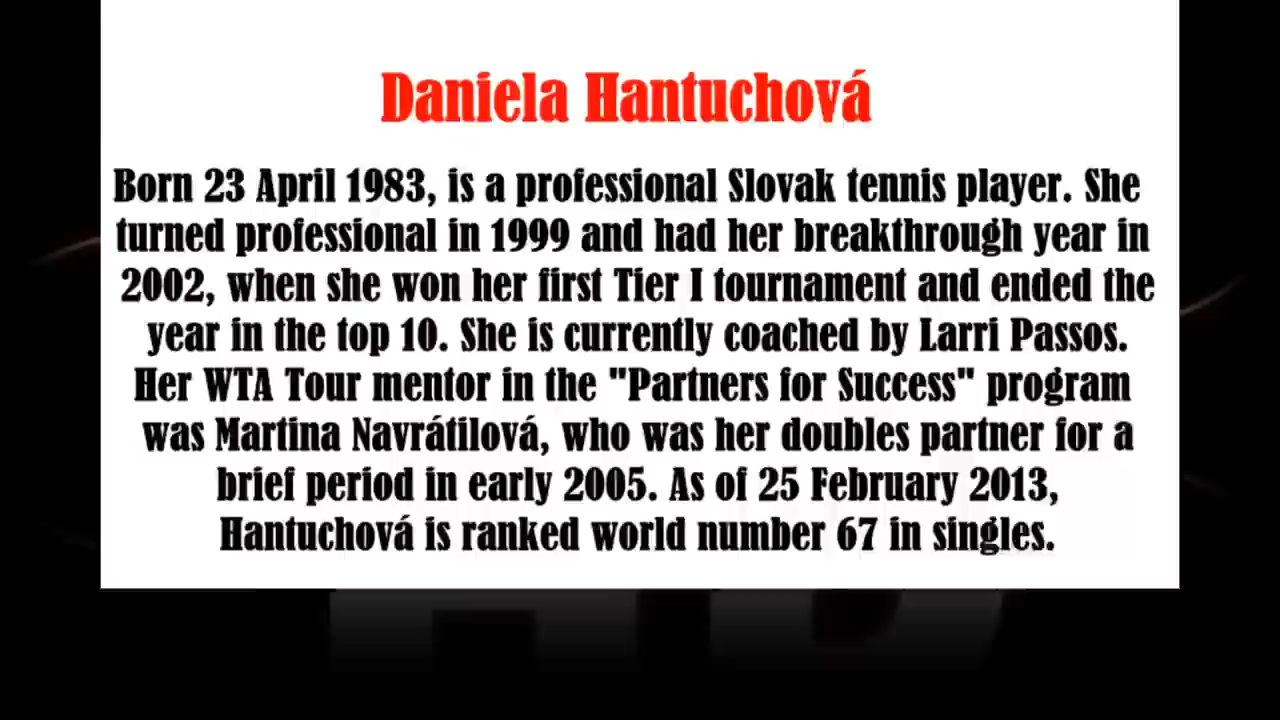 Daniela Hantuchová
Born 23 April 1983, is a professional Slovak tennis player. She
turned professional in 1999 and had her breakthrough year in
2002, when she won her first Tier I tournament and ended the
year in the top 10. She is currently coached by Larri Passos.
Her WTA Tour mentor in the "Partners for Success" program
was Martina Navrátilová, who was her doubles partner for a
brief period in early 2005. As of 25 February 2013,
Hantuchová is ranked world number 67 in singles.